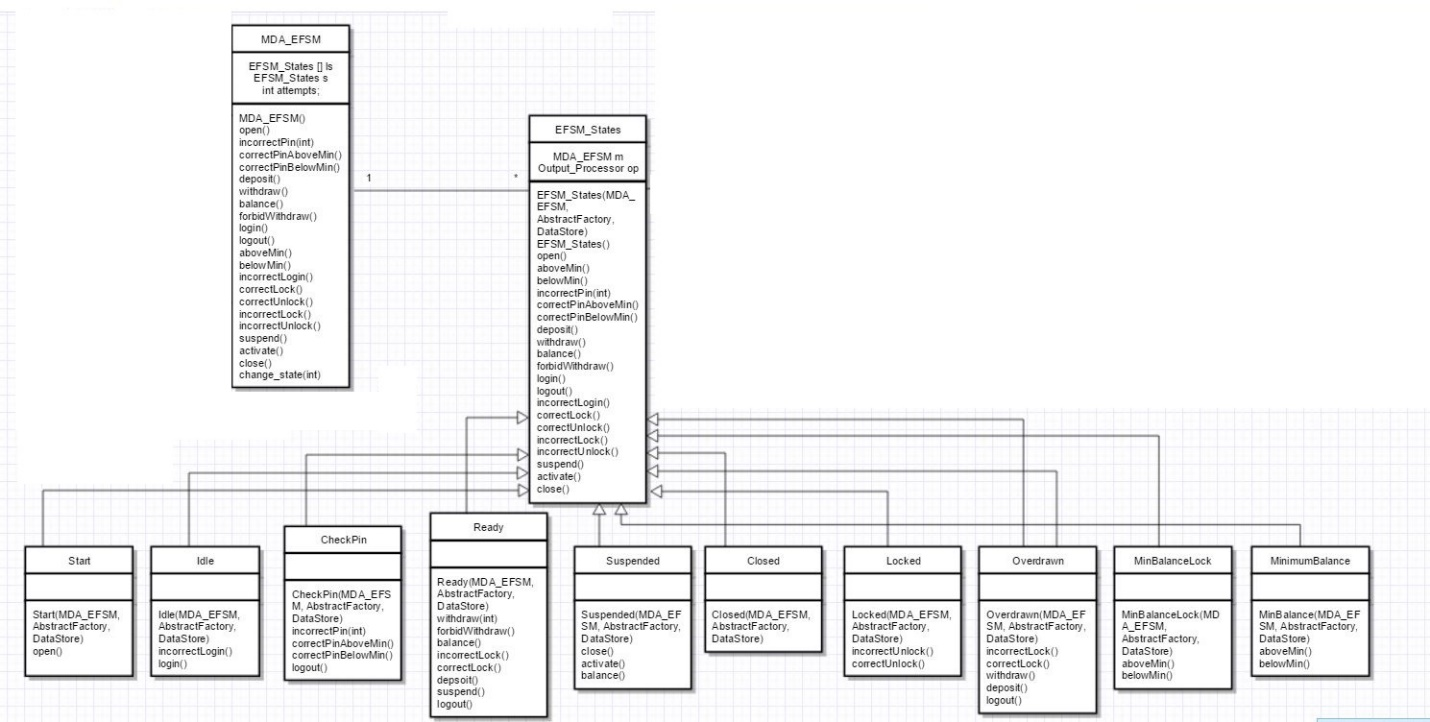 MDA_EFSM
EFSM_States [] ls
EFSM_States s
int attempts;
MDA_EFSM()
open()
incorrectPin(int)
correctPinAboveMin()
correctPinBelowMin()
deposit()
withdraw()
balance()
forbidWithdraw()
login()
logout()
aboveMin()
belowMin()
incorrectLogin()
correctLock()
correctUnlock()
incorrectLock()
incorrectUnlock()
suspend()
activate()
close()
change_state(int)
1
*
EFSM_States
MDA_EFSM m
Output_Processor op
EFSM_States(MDA_
EFSM,
AbstractFactory,
DataStore)
EFSM_States()
open()
aboveMin()
belowMin()
incorrectPin(int)
correctPinAboveMin()
correctPinBelowMin()
deposit()
withdraw()
balance()
forbidWithdraw()
login()
logout()
incorrectLogin()
correctLock()
correctUnlock()
incorrectLock()
incorrectUnlock()
suspend()
activate()
close()
Start
Start(MDA_EFSM,
AbstractFactory,
DataStore)
open()
Idle
Idle(MDA_EFSM,
AbstractFactory,
DataStore)
incorrectLogin()
login()
CheckPin
CheckPin(MDA_EFS
M, AbstractFactory,
DataStore)
incorrectPin(int)
correctPinAboveMin()
correctPinBelowMin()
logout()
Ready
Ready(MDA_EFSM,
AbstractFactory,
DataStore)
withdraw(int)
forbidWithdraw()
balance()
incorrectLock()
correctLock()
depsoit()
suspend()
logout()
Suspended
Suspended(MDA_EF
SM, AbstractFactory,
DataStore)
close()
activate()
balance()
Closed
Closed(MDA_EFSM,
AbstractFactory,
DataStore)
Locked
Locked(MDA_EFSM,
AbstractFactory,
DataStore)
incorrectUnlock()
correctUnlock()
Overdrawn
Overdrawn(MDA_EF
SM, AbstractFactory,
DataStore)
incorrectLock()
correctLock()
withdraw()
deposit()
logout()
MinBalanceLock
MinBalanceLock(MD
A_EFSM,
AbstractFactory,
DataStore)
aboveMin()
belowMin()
MinimumBalance
MinBalance(MDA_EF
SM, AbstractFactory,
DataStore)
aboveMin()
belowMin()